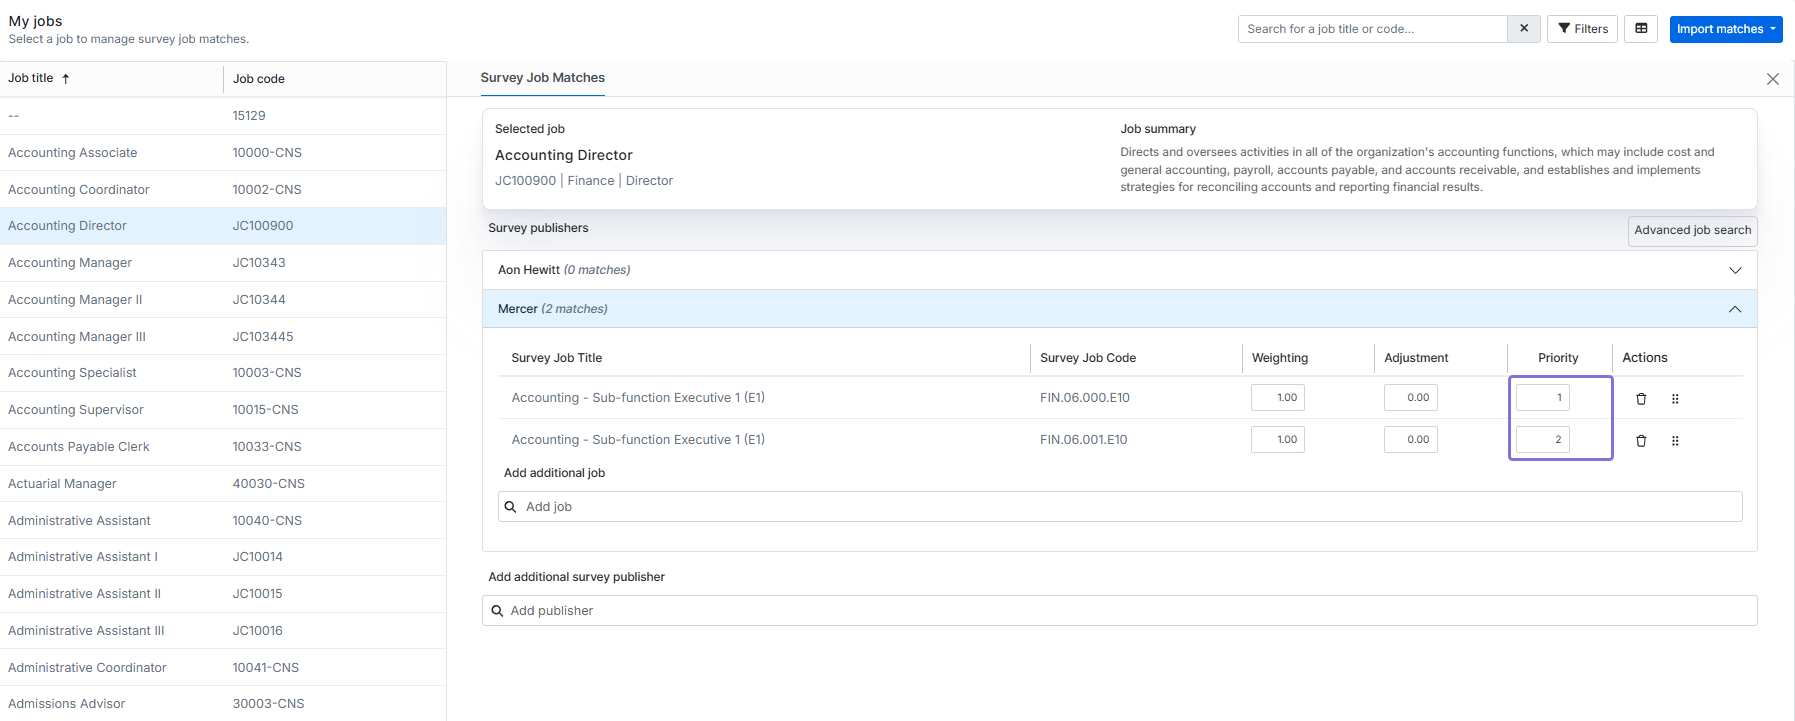 My jobs
Select a job to manage survey job matches.
Search for a job title or code...
Filters
Import matches
Job title
Job code
--
15129
Accounting Associate
10000-CNS
Accounting Coordinator
10002-CNS
Accounting Director
JC100900
Accounting Manager
JC10343
Accounting Manager II
JC10344
Accounting Manager III
JC103445
Accounting Specialist
10003-CNS
Accounting Supervisor
10015-CNS
Accounts Payable Clerk
10033-CNS
Actuarial Manager
40030-CNS
Administrative Assistant
10040-CNS
Administrative Assistant I
JC10014
Administrative Assistant II
JC10015
Administrative Assistant III
JC10016
Administrative Coordinator
10041-CNS
Admissions Advisor
30003-CNS
Survey Job Matches
Selected job
Accounting Director
JC100900 | Finance | Director
Job summary
Directs and oversees activities in all of the organization's accounting functions, which may include cost and
general accounting, payroll, accounts payable, and accounts receivable, and establishes and implements
strategies for reconciling accounts and reporting financial results.
Survey publishers
Advanced job search
Aon Hewitt (0 matches)
Mercer (2 matches)
Survey Job Title
Survey Job Code
Weighting
Adjustment
Priority
Actions
Accounting - Sub-function Executive 1 (E1)
FIN.06.000.E10
1.00
0.00
1
Accounting - Sub-function Executive 1 (E1)
FIN.06.001.E10
1.00
0.00
2
Add additional job
Add job
Add additional survey publisher
Add publisher